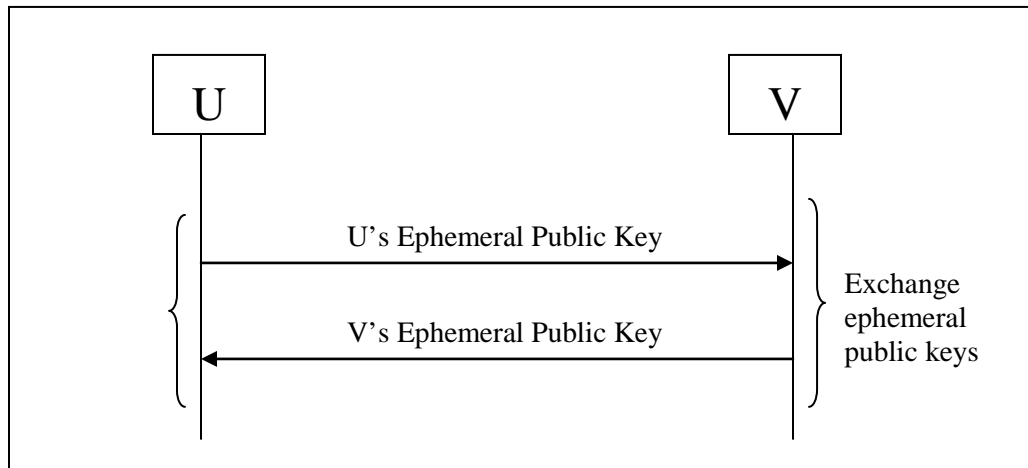 U
V
U’s Ephemeral Public Key
V’s Ephemeral Public Key
Exchange
ephemeral
public keys